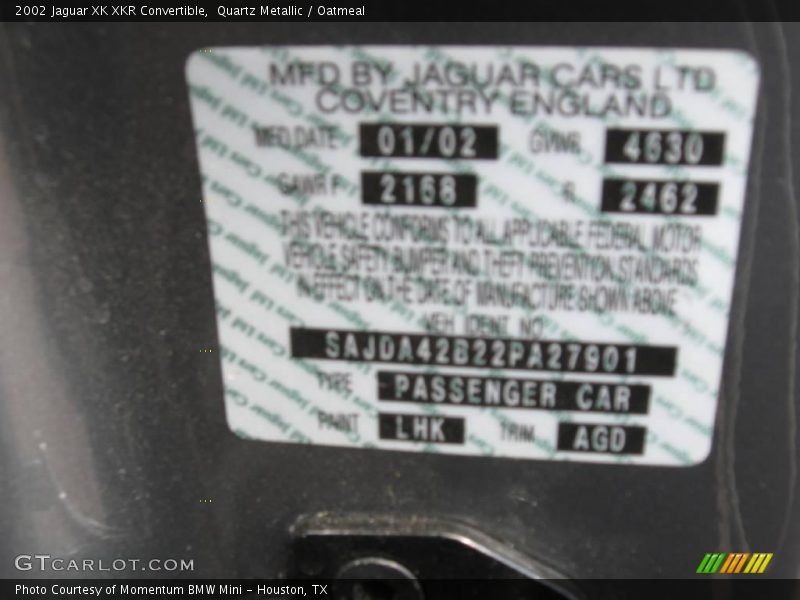 2002 Jaguar XK XKR Convertible,  Quartz Metallic / Oatmeal
MFD BY JAGUAR CARS LTD
COVENTRY ENGLAND
MFD.DATE 01/02 GVWR 4630
GAWR F 2168 R 2462
THIS VEHICLE CONFORMS TO ALL APPLICABLE FEDERAL MOTOR
VEHICLE SAFETY BUMPER AND THEFT PREVENTION STANDARDS
IN EFFECT ON THE DATE OF MANUFACTURE SHOWN ABOVE
VEH. IDENT. NO.
SAJDA42B22PA27901
TYPE PASSENGER CAR
PAINT LHK TRIM AGD
GTCARLOT.COM
Photo Courtesy of Momentum BMW Mini - Houston, TX